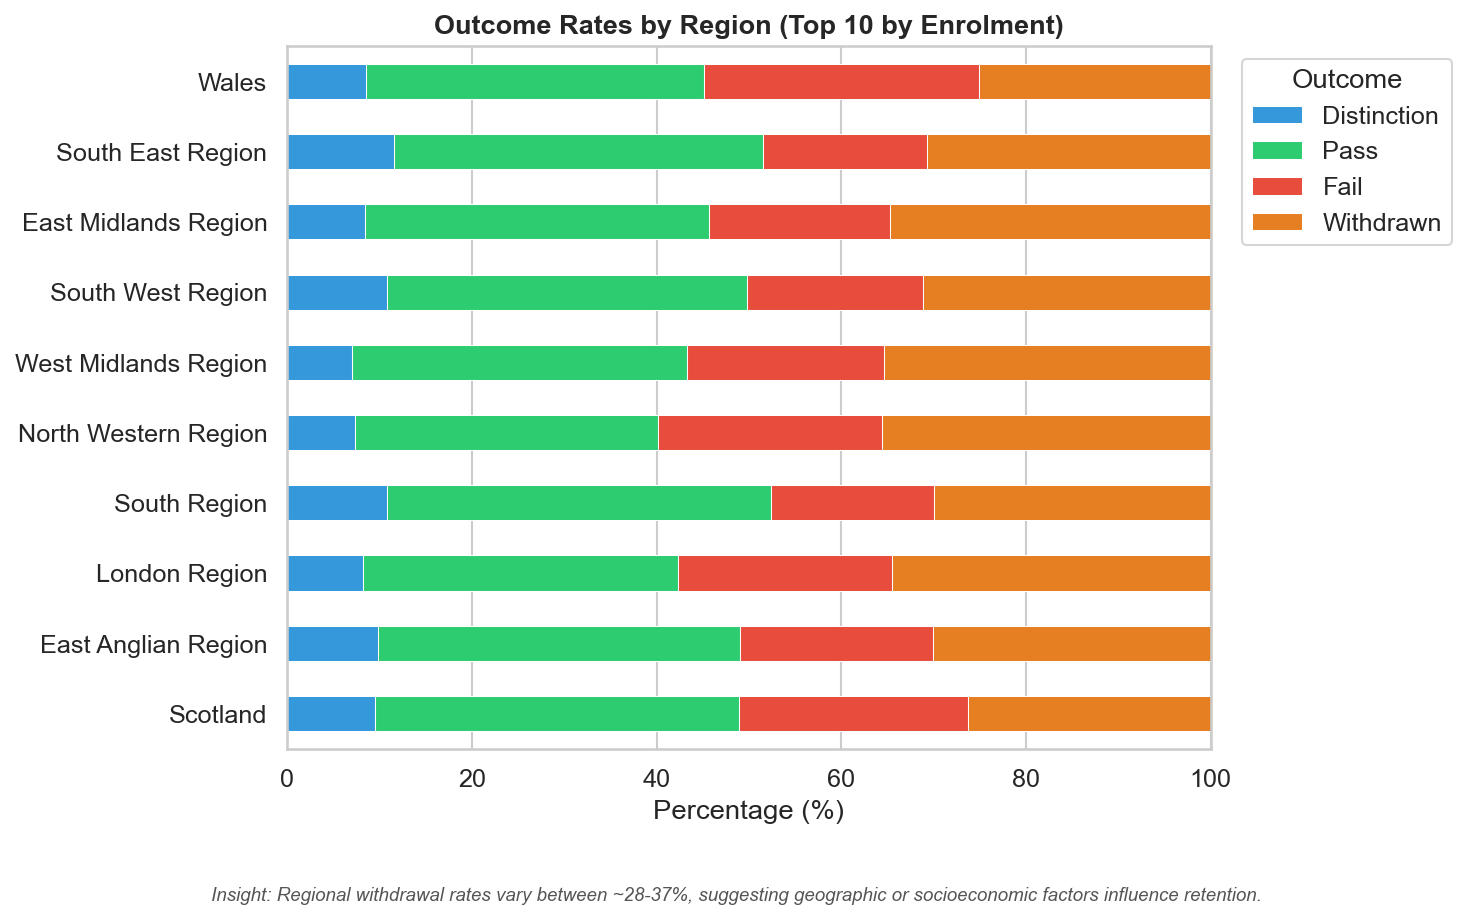 Outcome Rates by Region (Top 10 by Enrolment)
Wales
South East Region
East Midlands Region
South West Region
West Midlands Region
North Western Region
South Region
London Region
East Anglian Region
Scotland
0 20 40 60 80 100
Percentage (%)
Outcome
Distinction
Pass
Fail
Withdrawn
Insight: Regional withdrawal rates vary between ~28-37%, suggesting geographic or socioeconomic factors influence retention.